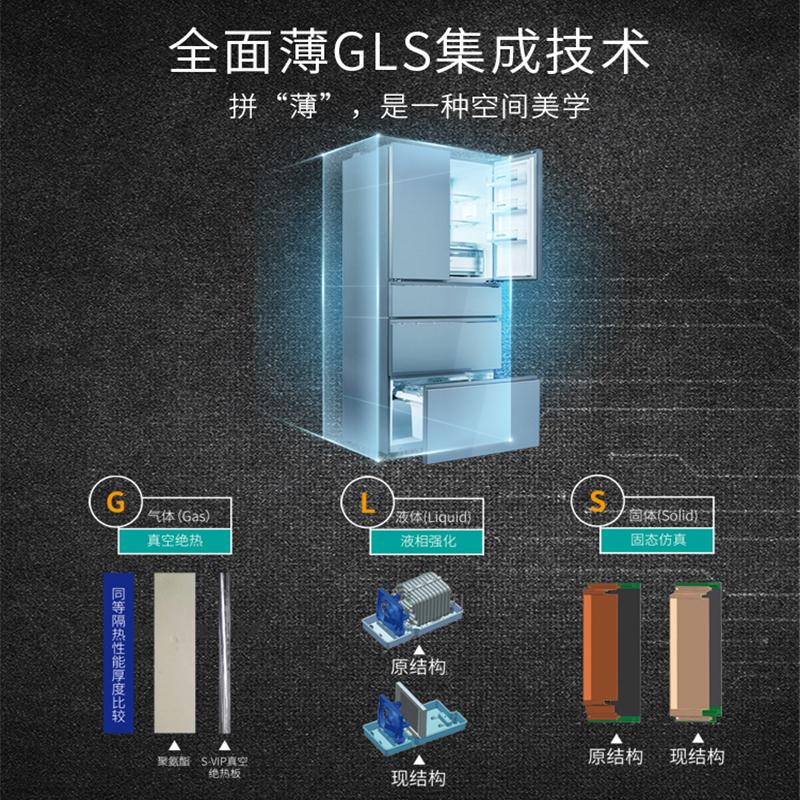 全面薄GLS集成技术
拼“薄”，是一种空间美学
G
气体(Gas)
真空绝热
L
液体(Liquid)
液相强化
S
固体(Solid)
固态仿真
同等隔热性能厚度比较
聚氨酯
S-VIP真空
绝热板
原结构
现结构
原结构
现结构